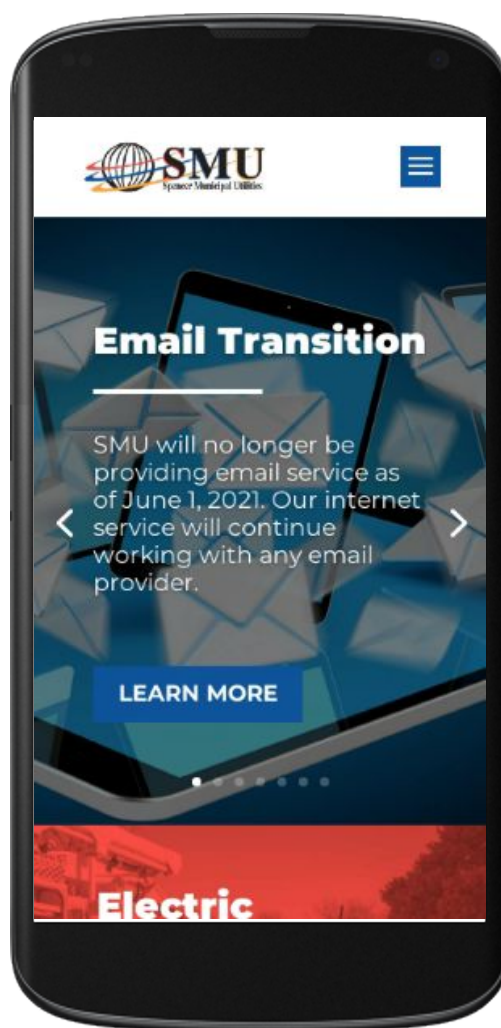 SMU
Spencer Municipal Utilities
Email Transition
SMU will no longer be
providing email service as
of June 1, 2021. Our internet
service will continue
working with any email
provider.
LEARN MORE
Electric